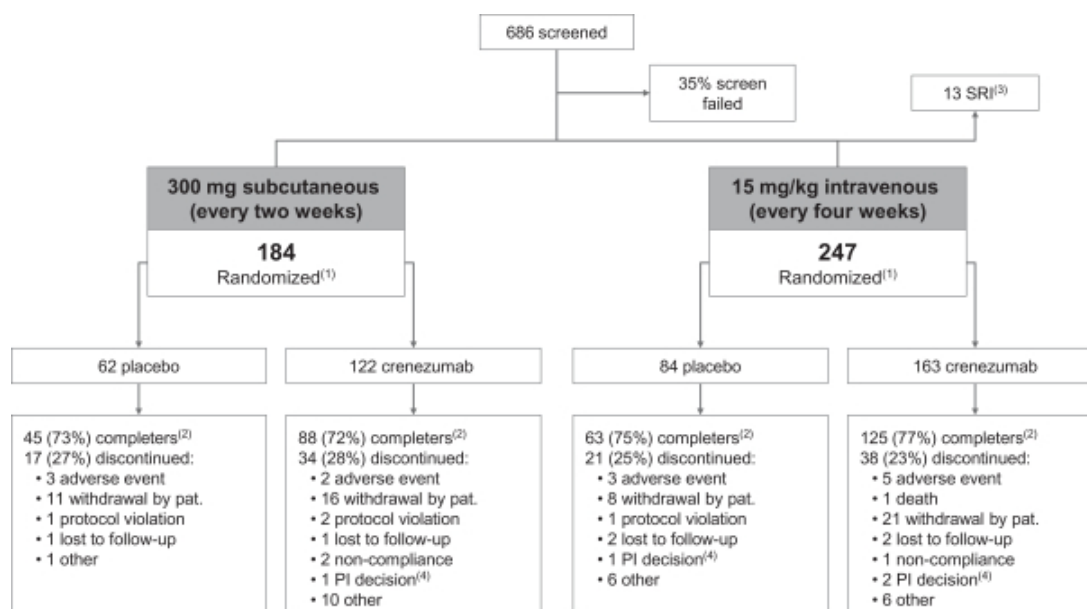 686 screened
35% screen
failed
13 SRI(3)
300 mg subcutaneous
(every two weeks)
184
Randomized(1)
15 mg/kg intravenous
(every four weeks)
247
Randomized(1)
62 placebo
122 crenezumab
84 placebo
163 crenezumab
45 (73%) completers(2)
17 (27%) discontinued:
• 3 adverse event
• 11 withdrawal by pat.
• 1 protocol violation
• 1 lost to follow-up
• 1 other
88 (72%) completers(2)
34 (28%) discontinued:
• 2 adverse event
• 16 withdrawal by pat.
• 2 protocol violation
• 1 lost to follow-up
• 2 non-compliance
• 1 PI decision(4)
• 10 other
63 (75%) completers(2)
21 (25%) discontinued:
• 3 adverse event
• 8 withdrawal by pat.
• 1 protocol violation
• 2 lost to follow-up
• 1 PI decision(4)
• 6 other
125 (77%) completers(2)
38 (23%) discontinued:
• 5 adverse event
• 1 death
• 21 withdrawal by pat.
• 2 lost to follow-up
• 1 non-compliance
• 2 PI decision(4)
• 6 other